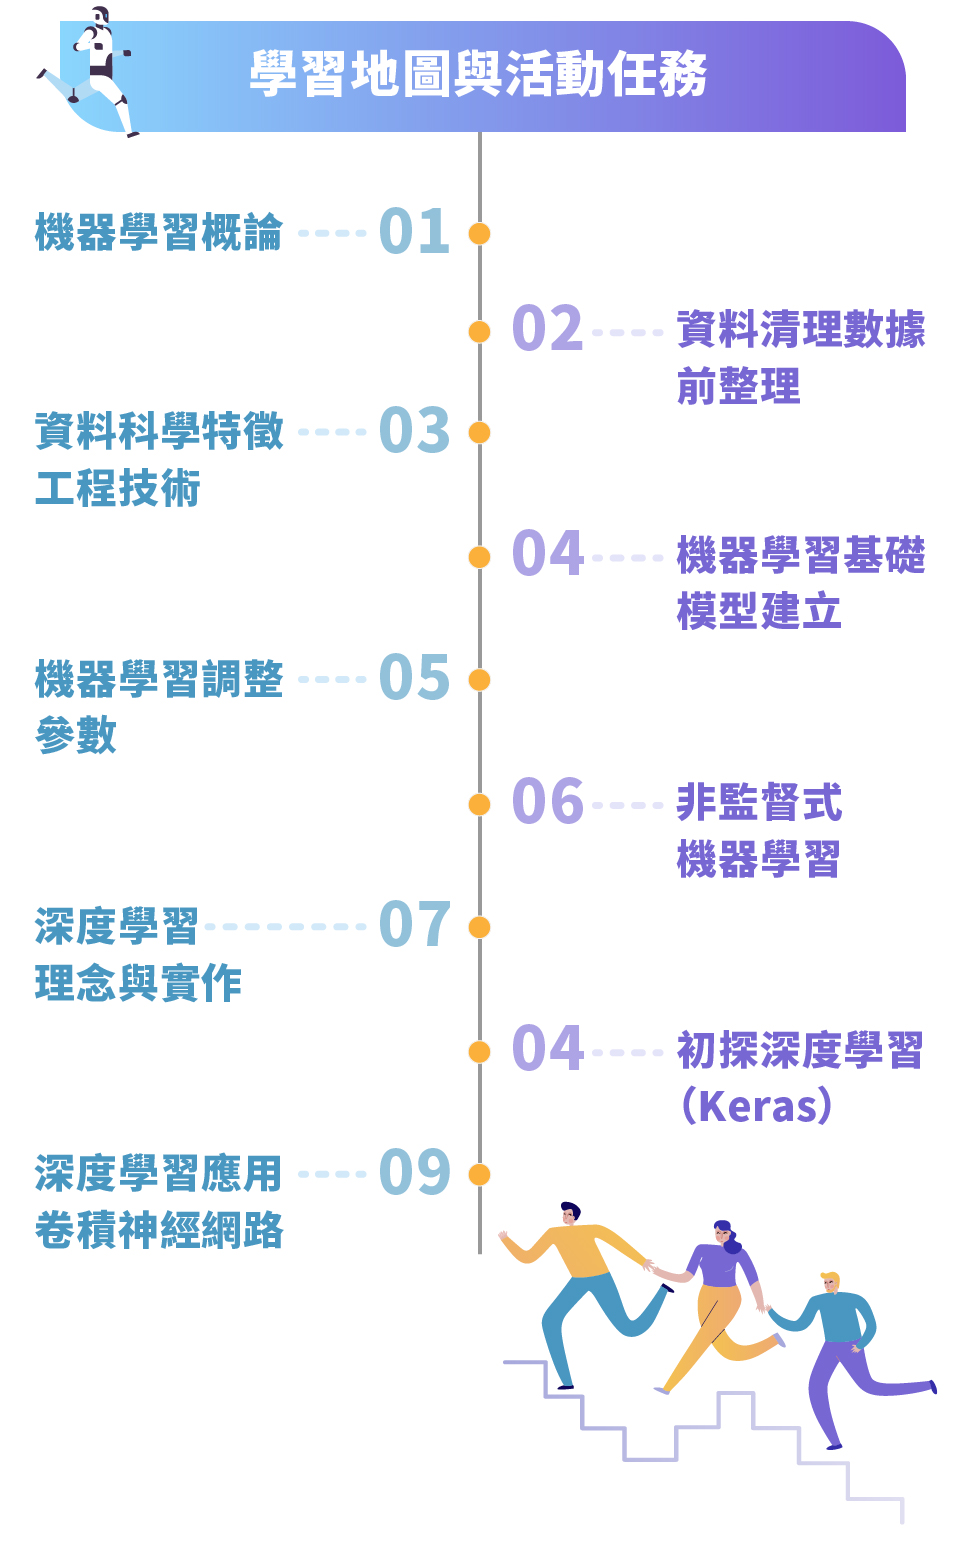 學習地圖與活動任務
機器學習概論 01
02 資料清理數據
前整理
資料科學特徵 03
工程技術
04 機器學習基礎
模型建立
機器學習調整 05
參數
06 非監督式
機器學習
深度學習 07
理念與實作
04 初探深度學習
（Keras）
深度學習應用 09
卷積神經網路